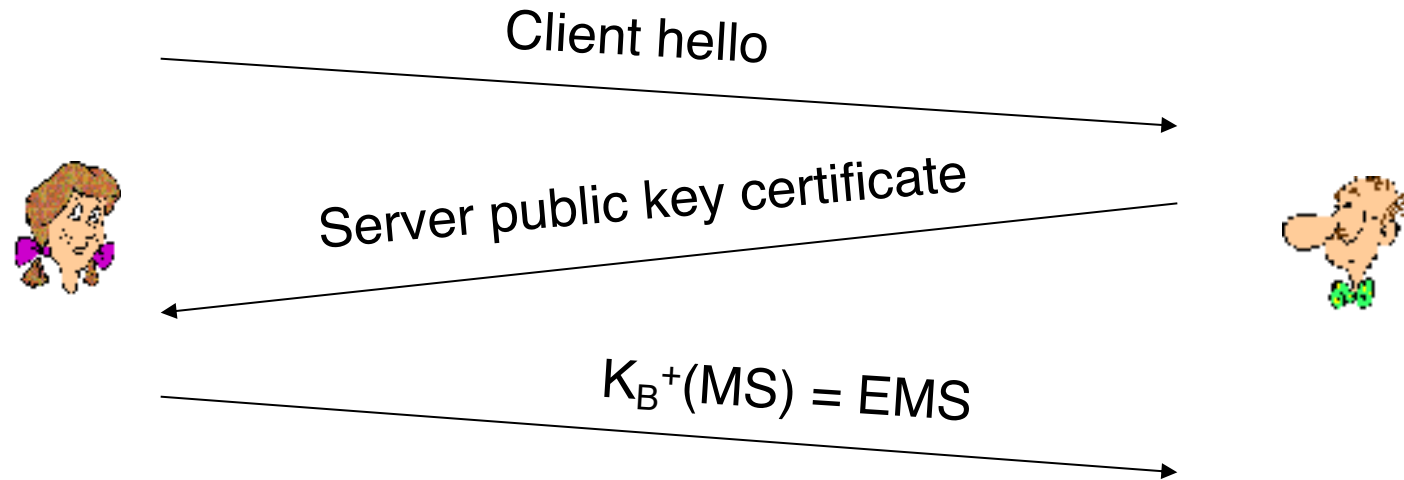 Client hello
Server public key certificate
K_B^+(MS) = EMS